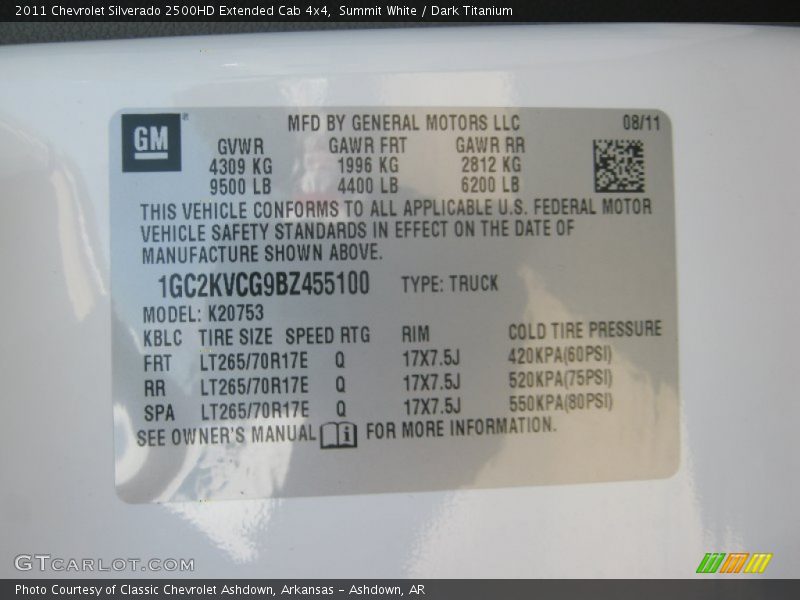 2011 Chevrolet Silverado 2500HD Extended Cab 4x4,  Summit White / Dark Titanium
GM
MFD BY GENERAL MOTORS LLC 08/11
GVWR GAWR FRT GAWR RR
4309 KG 1996 KG 2812 KG
9500 LB 4400 LB 6200 LB
THIS VEHICLE CONFORMS TO ALL APPLICABLE U.S. FEDERAL MOTOR
VEHICLE SAFETY STANDARDS IN EFFECT ON THE DATE OF
MANUFACTURE SHOWN ABOVE.
1GC2KVCG9BZ455100 TYPE: TRUCK
MODEL: K20753
KBLC TIRE SIZE SPEED RTG RIM COLD TIRE PRESSURE
FRT LT265/70R17E Q 17X7.5J 420KPA(60PSI)
RR LT265/70R17E Q 17X7.5J 520KPA(75PSI)
SPA LT265/70R17E Q 17X7.5J 550KPA(80PSI)
SEE OWNER'S MANUAL i FOR MORE INFORMATION.
GTCARLOT.COM
Photo Courtesy of Classic Chevrolet Ashdown, Arkansas – Ashdown, AR